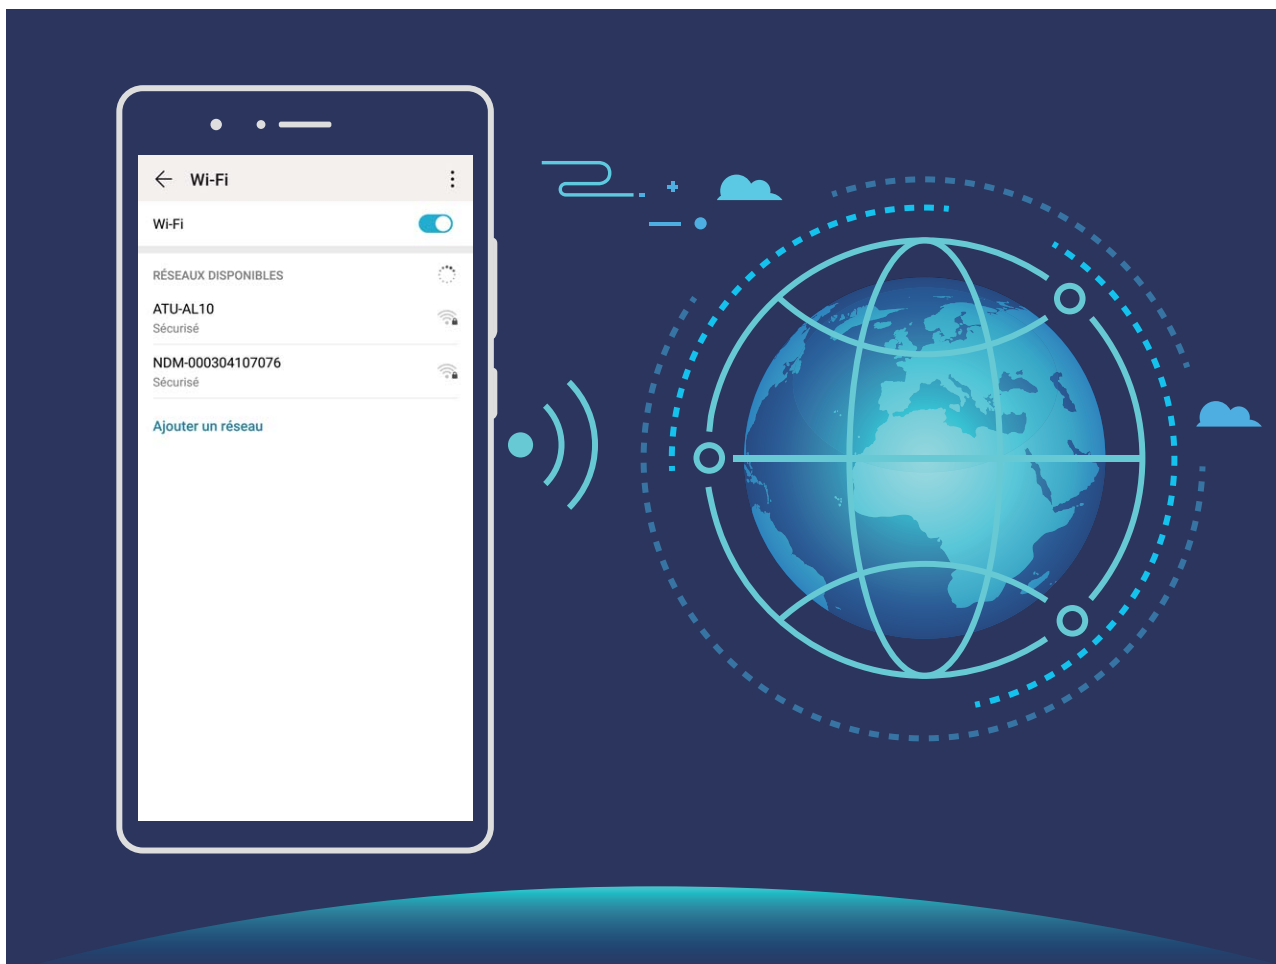 Wi-Fi
Wi-Fi
RÉSEAUX DISPONIBLES
ATU-AL10
Sécurisé
NDM-000304107076
Sécurisé
Ajouter un réseau